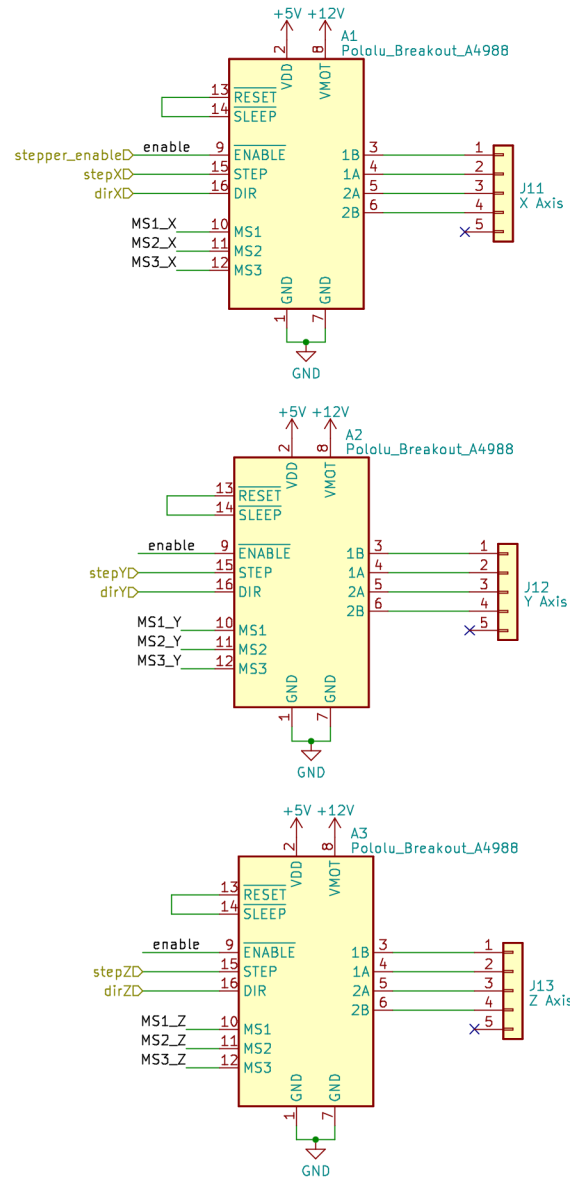 +5V +12V
A1
Pololu_Breakout_A4988
2 8
VDD VMOT
13 RESET
14 SLEEP
stepper_enable enable 9 ENABLE 1B 3 1
stepX 15 STEP 1A 4 2
dirX 16 DIR 2A 5 3 J11
2B 6 4 X Axis
MS1_X 10 MS1 5
MS2_X 11 MS2
MS3_X 12 MS3
GND GND
1 7
GND
+5V +12V
A2
Pololu_Breakout_A4988
2 8
VDD VMOT
13 RESET
14 SLEEP
enable 9 ENABLE 1B 3 1
stepY 15 STEP 1A 4 2
dirY 16 DIR 2A 5 3 J12
2B 6 4 Y Axis
MS1_Y 10 MS1 5
MS2_Y 11 MS2
MS3_Y 12 MS3
GND GND
1 7
GND
+5V +12V
A3
Pololu_Breakout_A4988
2 8
VDD VMOT
13 RESET
14 SLEEP
enable 9 ENABLE 1B 3 1
stepZ 15 STEP 1A 4 2
dirZ 16 DIR 2A 5 3 J13
2B 6 4 Z Axis
MS1_Z 10 MS1 5
MS2_Z 11 MS2
MS3_Z 12 MS3
GND GND
1 7
GND